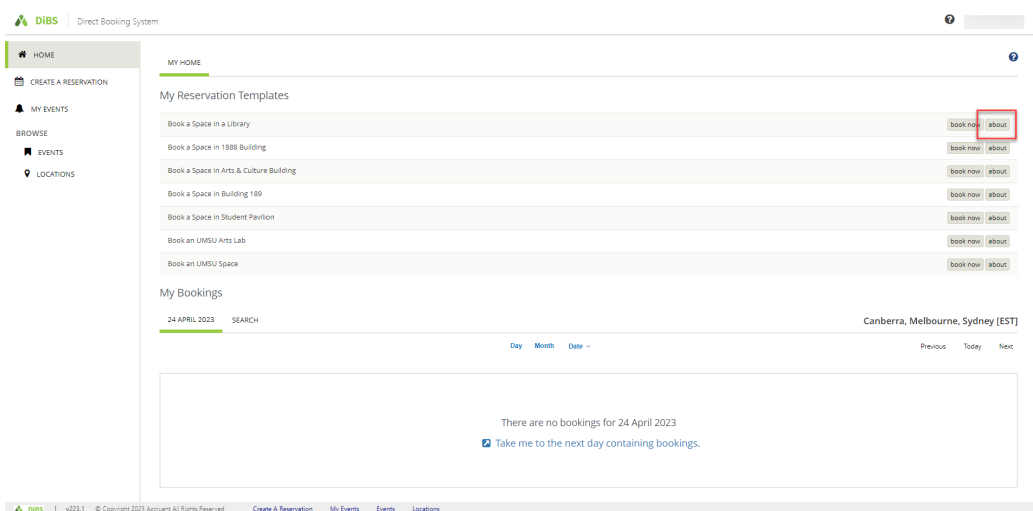 DiBS Direct Booking System
HOME
CREATE A RESERVATION
MY EVENTS
BROWSE
EVENTS
LOCATIONS
MY HOME
My Reservation Templates
Book a Space in a Library book now about
Book a Space in 1888 Building book now about
Book a Space in Arts & Culture Building book now about
Book a Space in Building 189 book now about
Book a Space in Student Pavilion book now about
Book an UMSU Arts Lab book now about
Book an UMSU Space book now about
My Bookings
24 APRIL 2023 SEARCH Canberra, Melbourne, Sydney [EST]
Day Month Date Previous Today Next
There are no bookings for 24 April 2023
Take me to the next day containing bookings.
DiBS | v223.1 © Copyright 2023 Accruent All Rights Reserved Create A Reservation My Events Events Locations